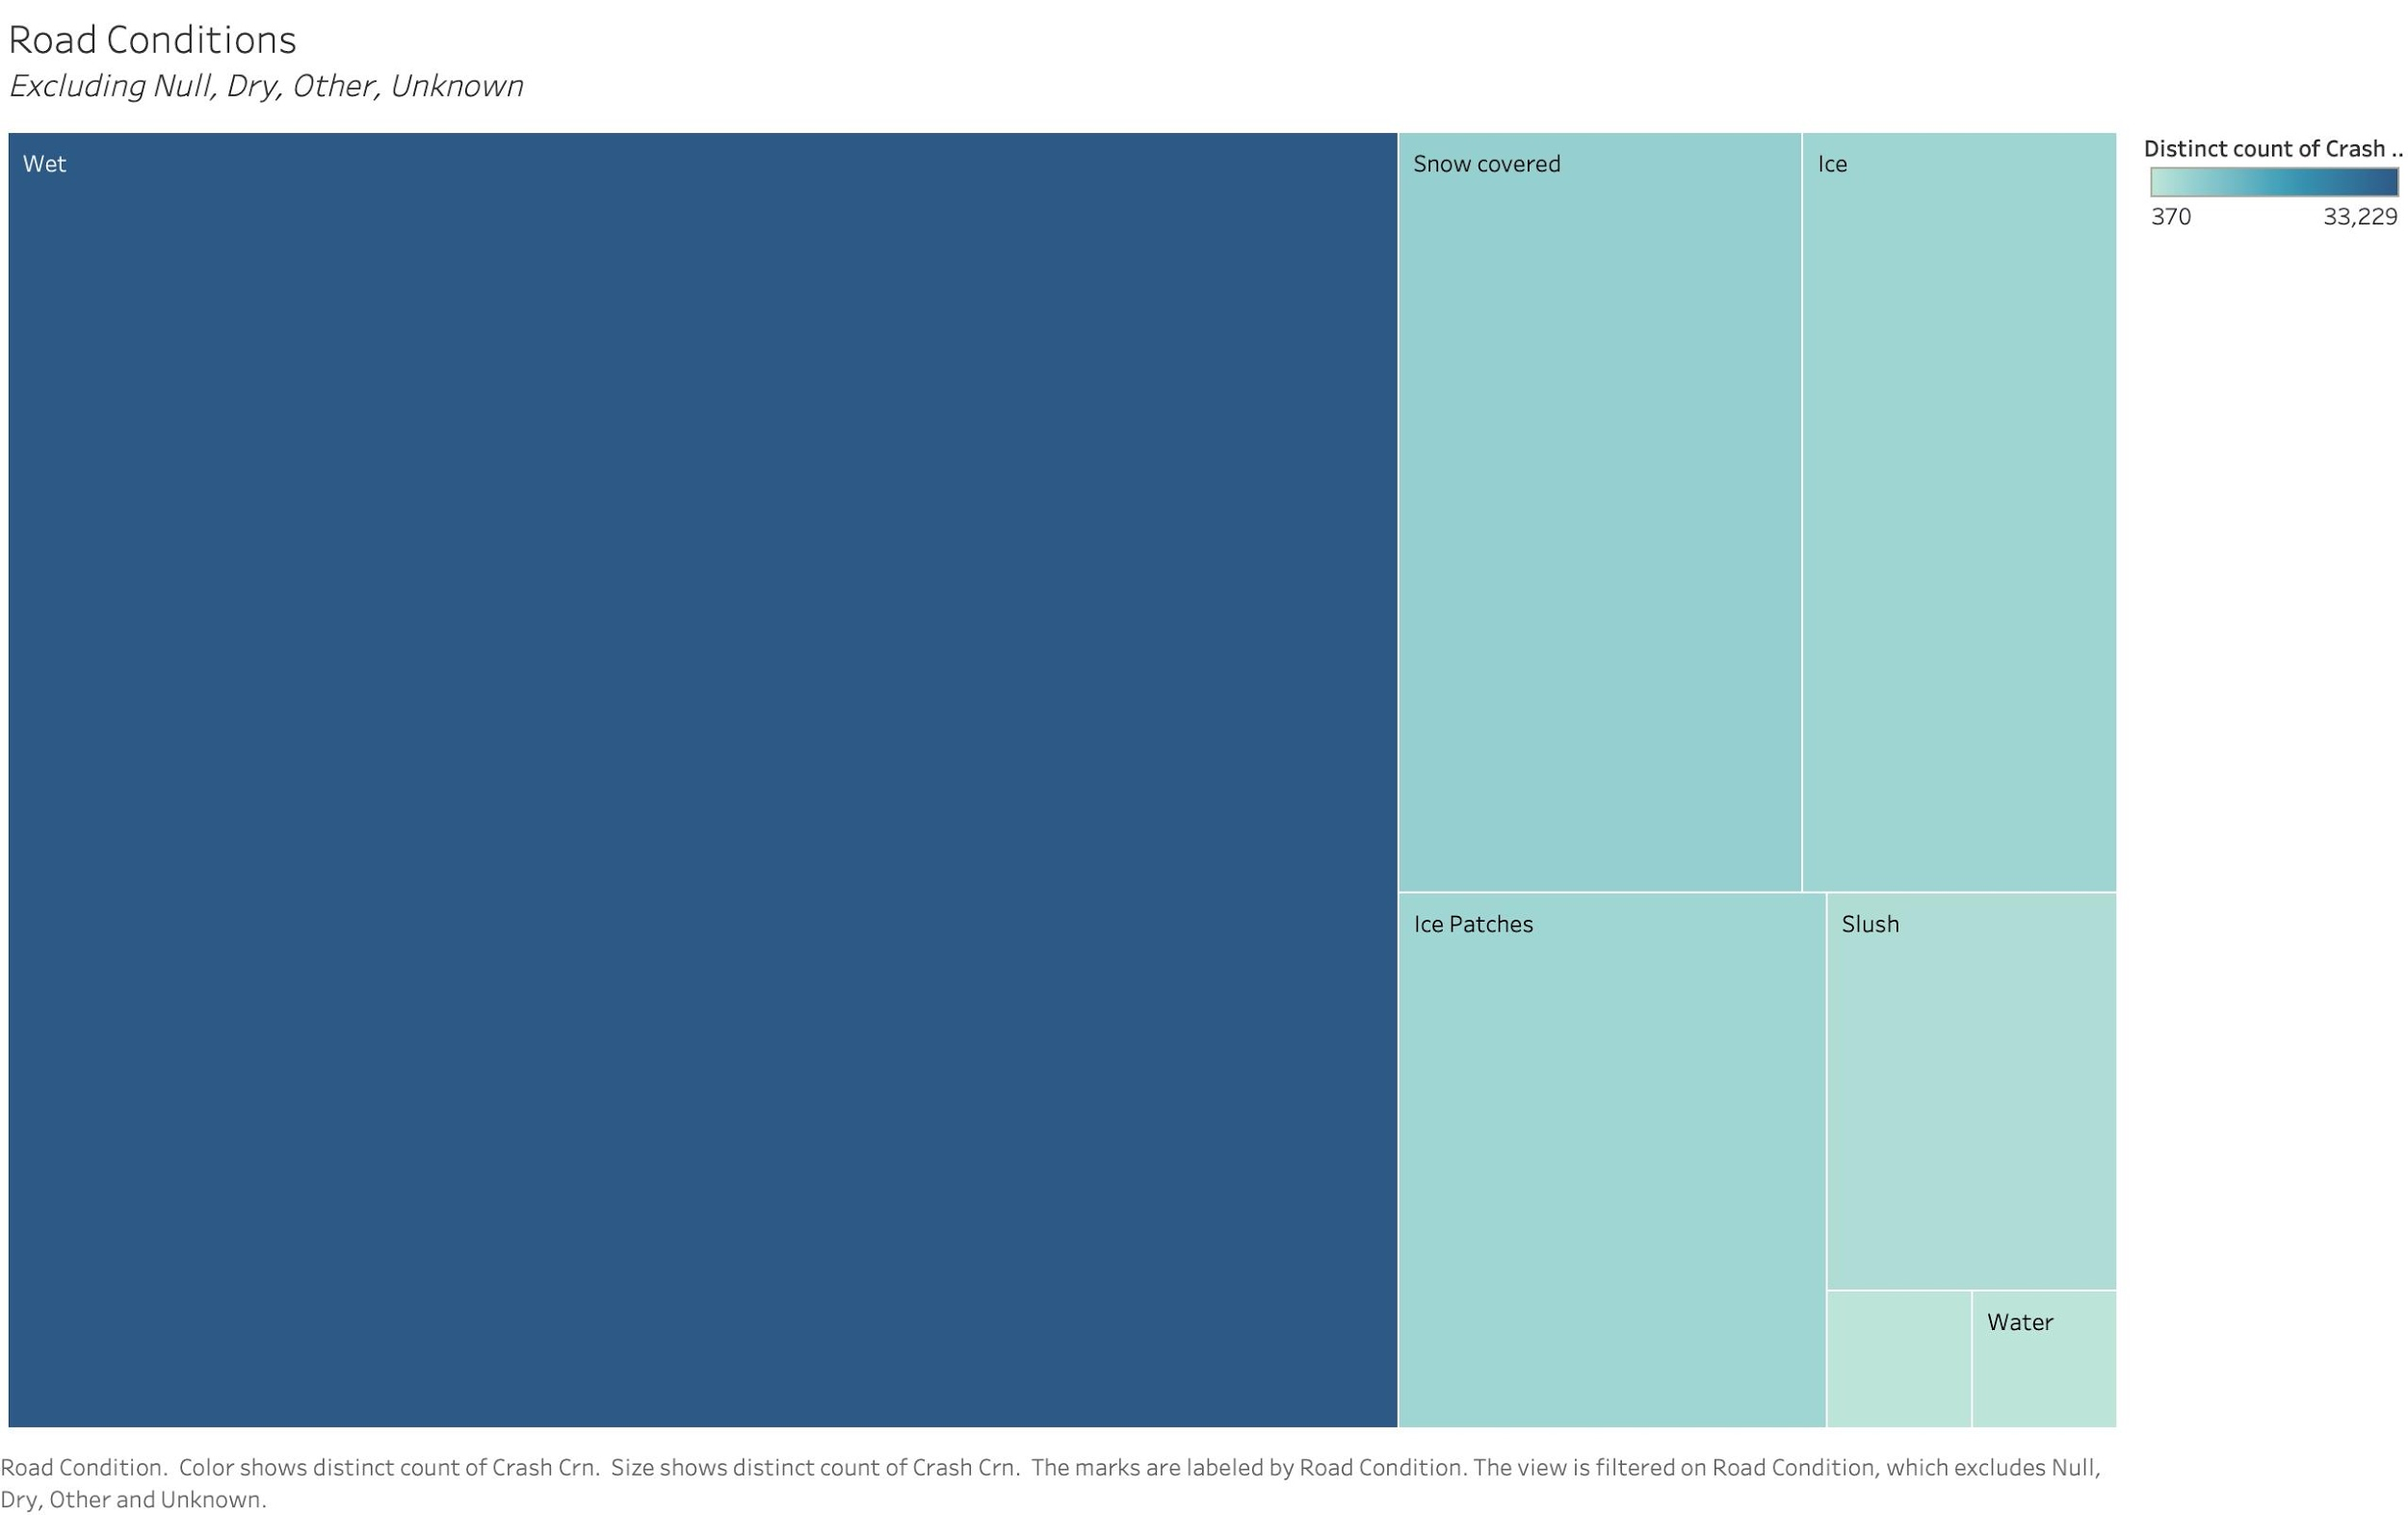 Road Conditions
Excluding Null, Dry, Other, Unknown
Wet
Snow covered
Ice
Distinct count of Crash ..
370
33,229
Ice Patches
Slush
Water
Road Condition.  Color shows distinct count of Crash Crn.  Size shows distinct count of Crash Crn.  The marks are labeled by Road Condition. The view is filtered on Road Condition, which excludes Null,
Dry, Other and Unknown.